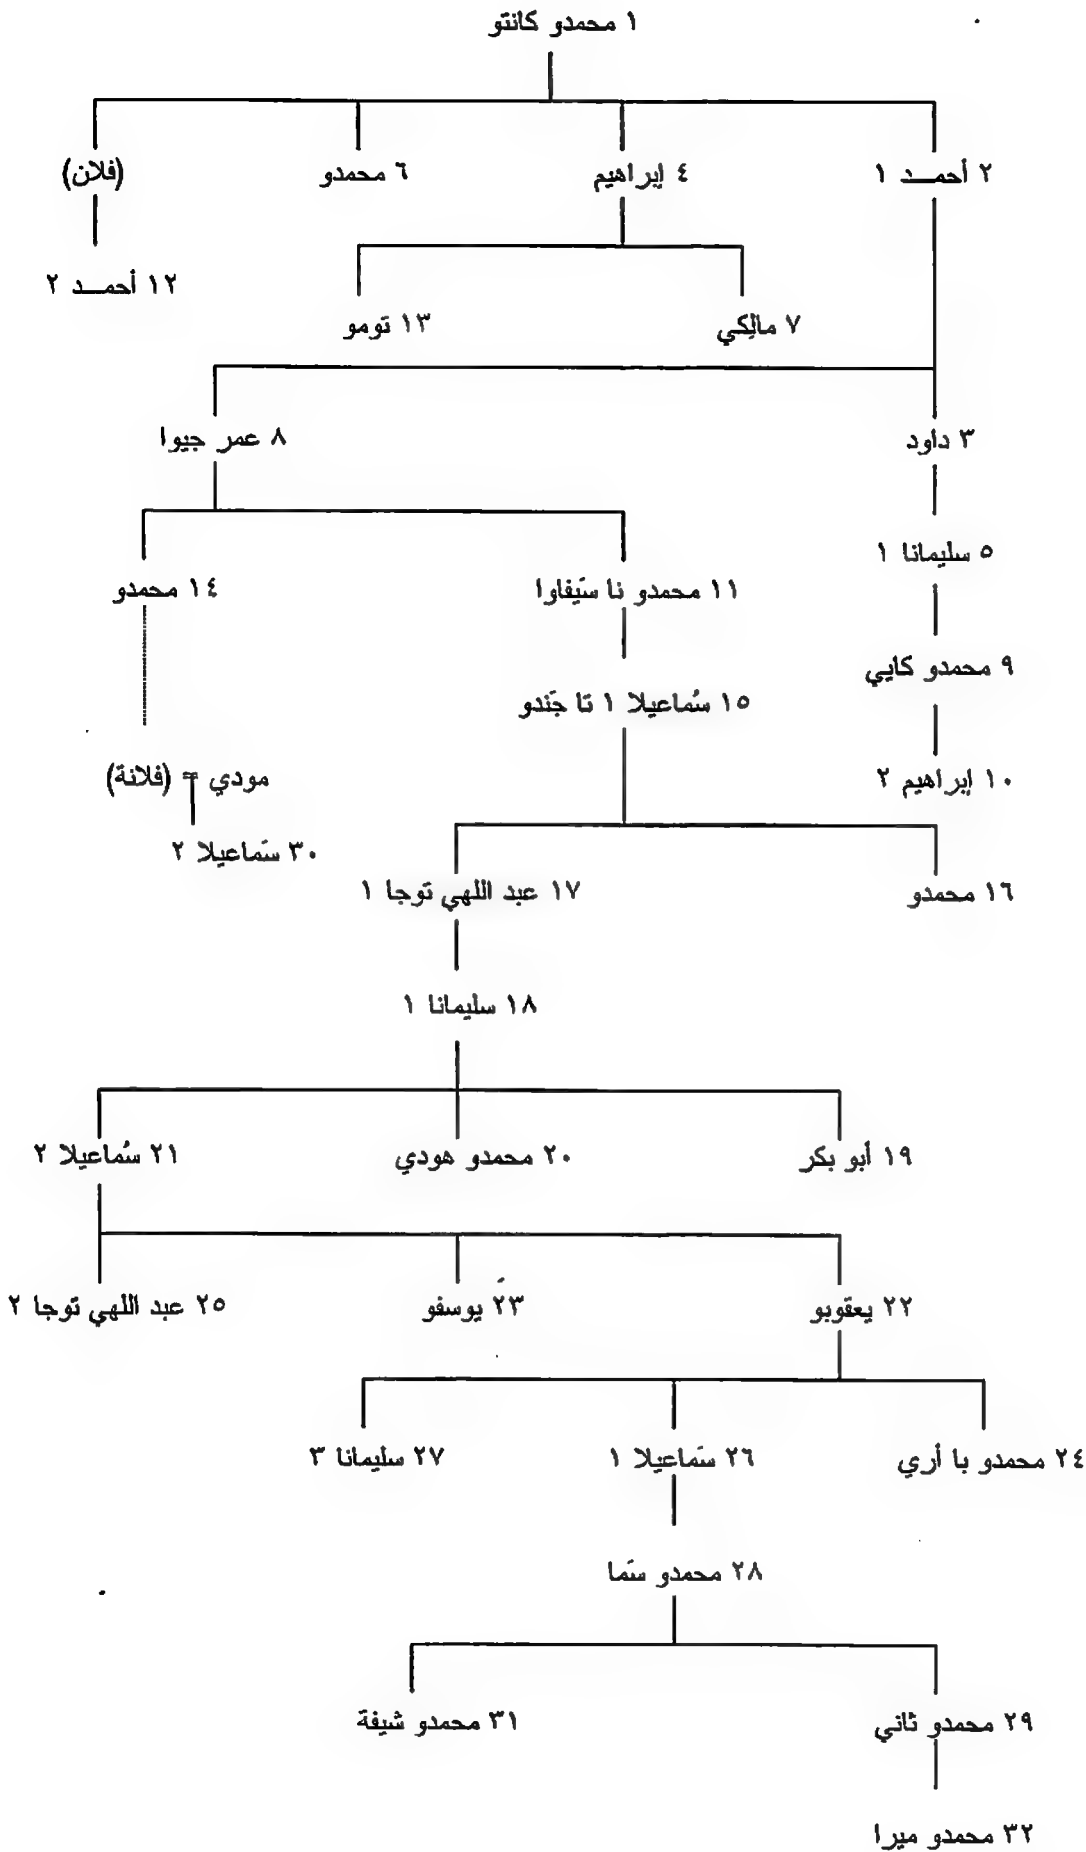 ١ محمدو كانتو
٢ أحمـــد ١
٤ إبراهيم
٦ محمدو
(فلان)
١٢ أحمـــد ٢
٧ مالِكي
١٣ تومو
٣ داود
٨ عمر جيوا
٥ سليمانا ١
١١ محمدو نا سَيفاوا
١٤ محمدو
٩ محمدو كايي
١٥ سُماعيلا ١ تا جَندو
١٠ إبراهيم ٢
مودي = (فلانة)
٣٠ سَماعيلا ٢
١٦ محمدو
١٧ عبد اللهي توجا ١
١٨ سليمانا ١
١٩ أبو بكر
٢٠ محمدو هودي
٢١ سُماعيلا ٢
٢٢ يعقوبو
٢٣ يوسفو
٢٥ عبد اللهي توجا ٢
٢٤ محمدو با أري
٢٦ سَماعيلا ١
٢٧ سليمانا ٣
٢٨ محمدو سَما
٢٩ محمدو ثاني
٣١ محمدو شيفة
٣٢ محمدو ميرا